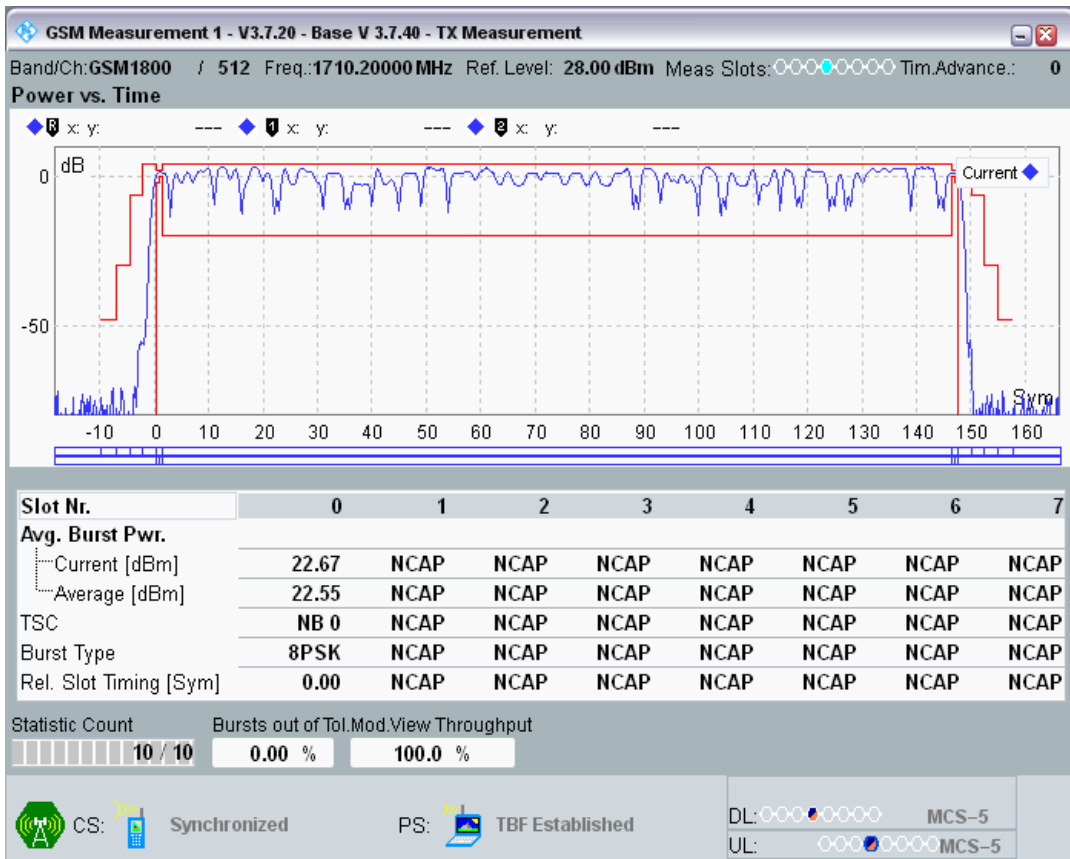 GSM Measurement 1 - V3.7.20 - Base V 3.7.40 - TX Measurement
Band/Ch:GSM1800 / 512 Freq.:1710.20000 MHz Ref. Level: 28.00 dBm Meas Slots: Tim.Advance.: 0
Power vs. Time
R x: y: --- 1 x: y: --- 2 x: y: ---
dB
Current
0
-50
Sym
-10 0 10 20 30 40 50 60 70 80 90 100 110 120 130 140 150 160
Slot Nr. 0 1 2 3 4 5 6 7
Avg. Burst Pwr.
Current [dBm] 22.67 NCAP NCAP NCAP NCAP NCAP NCAP NCAP
Average [dBm] 22.55 NCAP NCAP NCAP NCAP NCAP NCAP NCAP
TSC NB 0 NCAP NCAP NCAP NCAP NCAP NCAP NCAP
Burst Type 8PSK NCAP NCAP NCAP NCAP NCAP NCAP NCAP
Rel. Slot Timing [Sym] 0.00 NCAP NCAP NCAP NCAP NCAP NCAP NCAP
Statistic Count Bursts out of Tol.Mod.View Throughput
10 / 10 0.00 % 100.0 %
CS: Synchronized PS: TBF Established
DL: MCS-5
UL: MCS-5